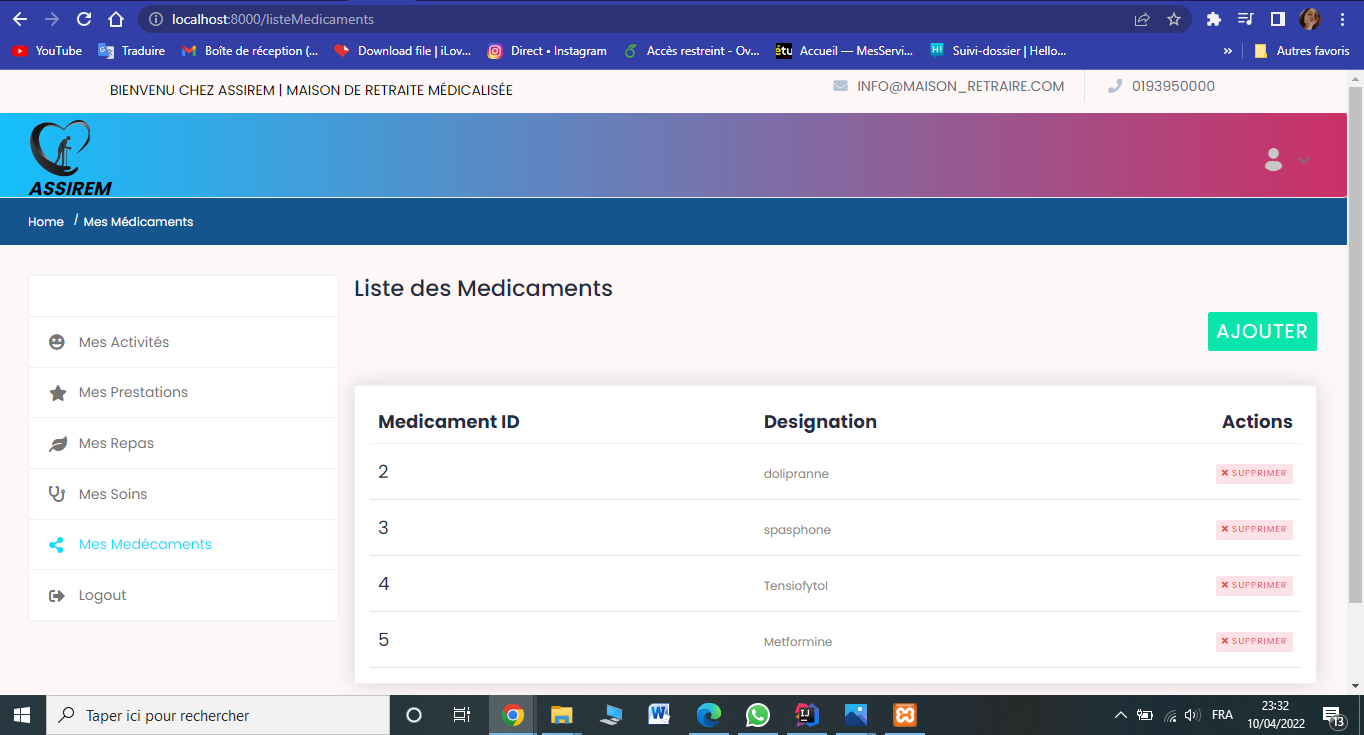 localhost:8000/listeMedicaments
YouTube Traduire Boîte de réception (... Download file | iLov... Direct • Instagram Accès restreint - Ov... étu Accueil — MesServi... H! Suivi-dossier | Hello... » Autres favoris
BIENVENU CHEZ ASSIREM | MAISON DE RETRAITE MÉDICALISÉE INFO@MAISON_RETRAIRE.COM 0193950000
ASSIREM
Home / Mes Médicaments
Liste des Medicaments
AJOUTER
Mes Activités
Mes Prestations
Mes Repas
Mes Soins
Mes Medécaments
Logout
Medicament ID Designation Actions
2 dolipranne × SUPPRIMER
3 spasphone × SUPPRIMER
4 Tensiofytol × SUPPRIMER
5 Metformine × SUPPRIMER
Taper ici pour rechercher W IJ FRA 23:32
10/04/2022 13